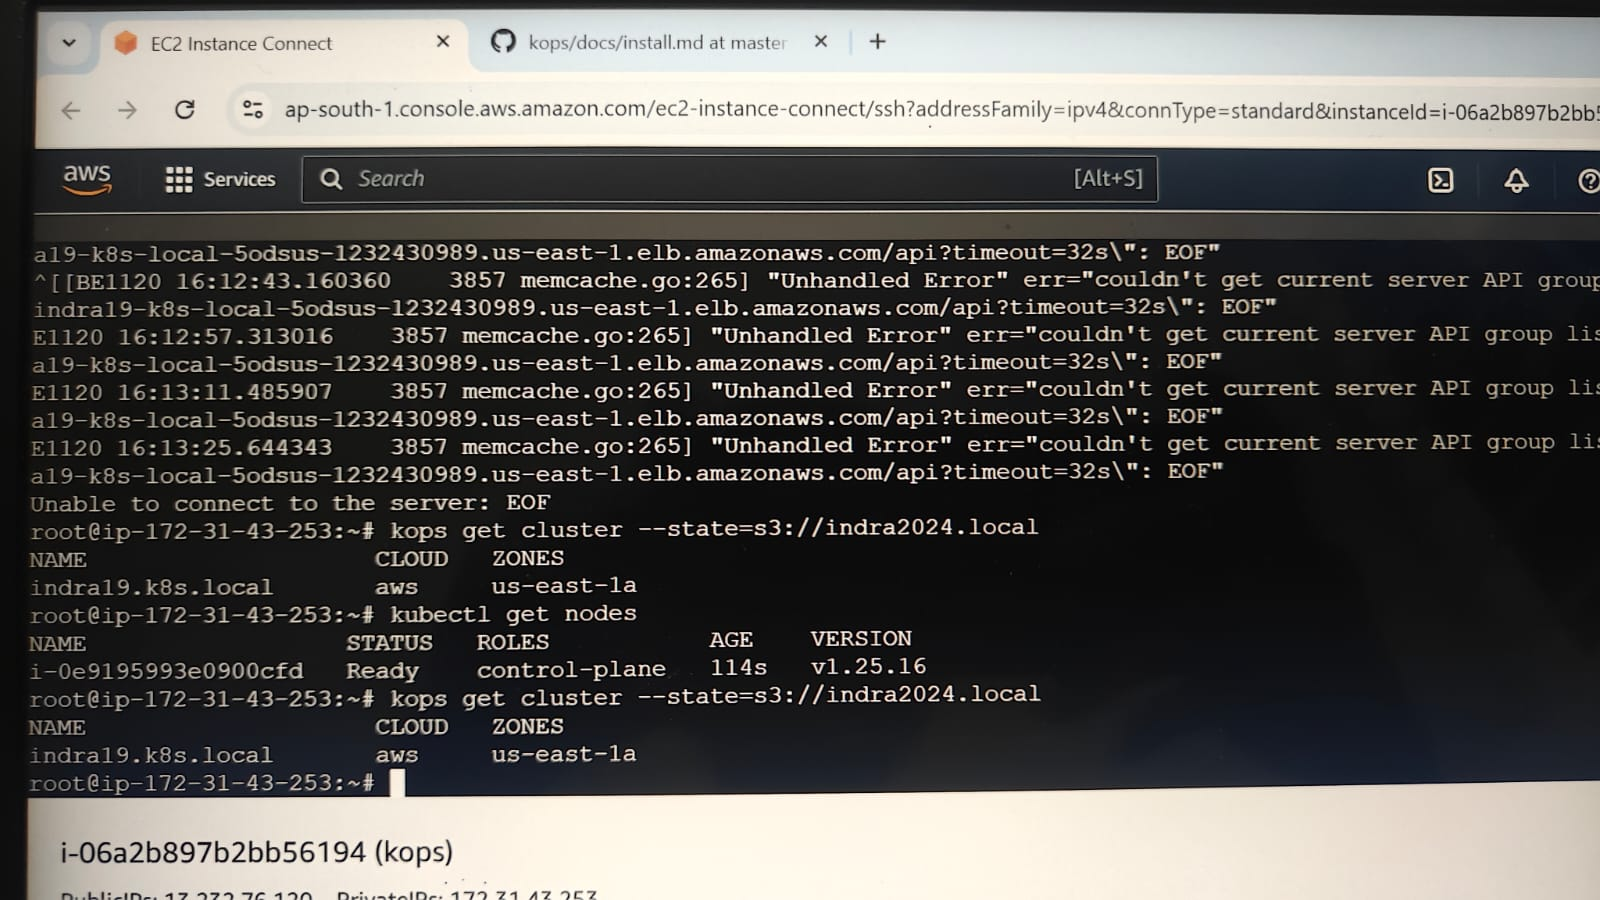 EC2 Instance Connect
kops/docs/install.md at master
ap-south-1.console.aws.amazon.com/ec2-instance-connect/ssh?addressFamily=ipv4&connType=standard&instanceId=i-06a2b897b2bb5
aws Services Search [Alt+S]
a19-k8s-local-5odsus-1232430989.us-east-1.elb.amazonaws.com/api?timeout=32s\": EOF"
^[[BE1120 16:12:43.160360 3857 memcache.go:265] "Unhandled Error" err="couldn't get current server API group
indra19-k8s-local-5odsus-1232430989.us-east-1.elb.amazonaws.com/api?timeout=32s\": EOF"
E1120 16:12:57.313016 3857 memcache.go:265] "Unhandled Error" err="couldn't get current server API group lis
a19-k8s-local-5odsus-1232430989.us-east-1.elb.amazonaws.com/api?timeout=32s\": EOF"
E1120 16:13:11.485907 3857 memcache.go:265] "Unhandled Error" err="couldn't get current server API group lis
a19-k8s-local-5odsus-1232430989.us-east-1.elb.amazonaws.com/api?timeout=32s\": EOF"
E1120 16:13:25.644343 3857 memcache.go:265] "Unhandled Error" err="couldn't get current server API group lis
a19-k8s-local-5odsus-1232430989.us-east-1.elb.amazonaws.com/api?timeout=32s\": EOF"
Unable to connect to the server: EOF
root@ip-172-31-43-253:~# kops get cluster --state=s3://indra2024.local
NAME CLOUD ZONES
indra19.k8s.local aws us-east-1a
root@ip-172-31-43-253:~# kubectl get nodes
NAME STATUS ROLES AGE VERSION
i-0e9195993e0900cfd Ready control-plane 114s v1.25.16
root@ip-172-31-43-253:~# kops get cluster --state=s3://indra2024.local
NAME CLOUD ZONES
indra19.k8s.local aws us-east-1a
root@ip-172-31-43-253:~#
i-06a2b897b2bb56194 (kops)
PublicIPs: PrivateIPs: 172.31.43.253